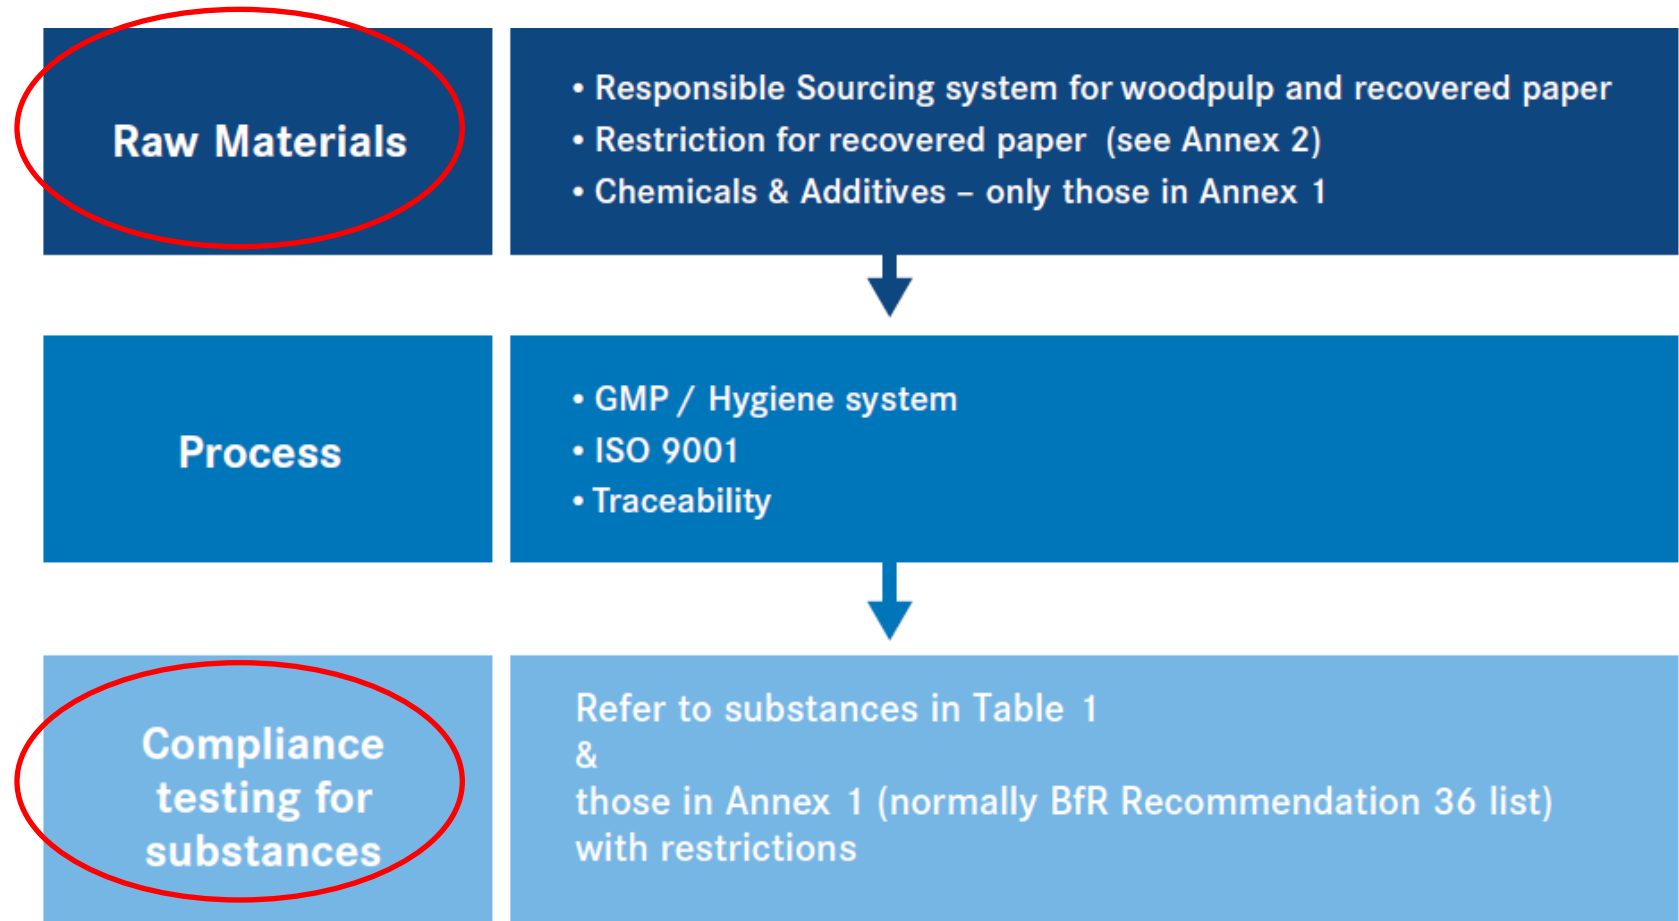 Raw Materials
• Responsible Sourcing system for woodpulp and recovered paper
• Restriction for recovered paper (see Annex 2)
• Chemicals & Additives – only those in Annex 1
Process
• GMP / Hygiene system
• ISO 9001
• Traceability
Compliance
testing for
substances
Refer to substances in Table 1
&
those in Annex 1 (normally BfR Recommendation 36 list)
with restrictions